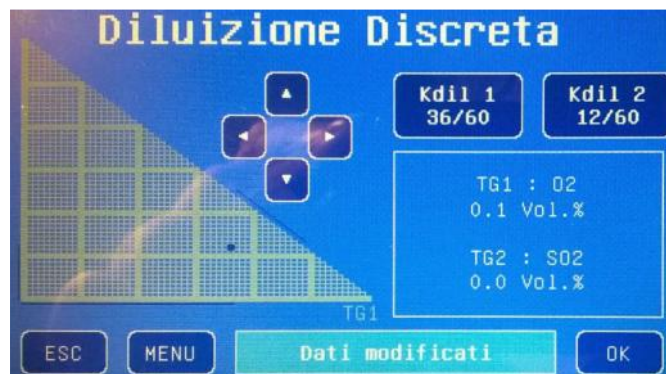 Diluizione Discreta
Kdil 1
36/60
Kdil 2
12/60
TG1 : O2
0.1 Vol.%
TG2 : SO2
0.0 Vol.%
TG1
ESC
MENU
Dati modificati
OK